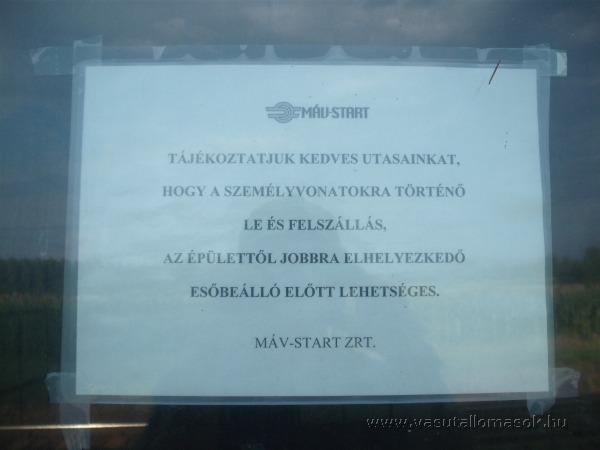 MÁV-START
TÁJÉKOZTATJUK KEDVES UTASAINKAT,
HOGY A SZEMÉLYVONATOKRA TÖRTÉNŐ
LE ÉS FELSZÁLLÁS,
AZ ÉPÜLETTŐL JOBBRA ELHELYEZKEDŐ
ESŐBEÁLLÓ ELŐTT LEHETSÉGES.
MÁV-START ZRT.
www.vasutallomasok.hu